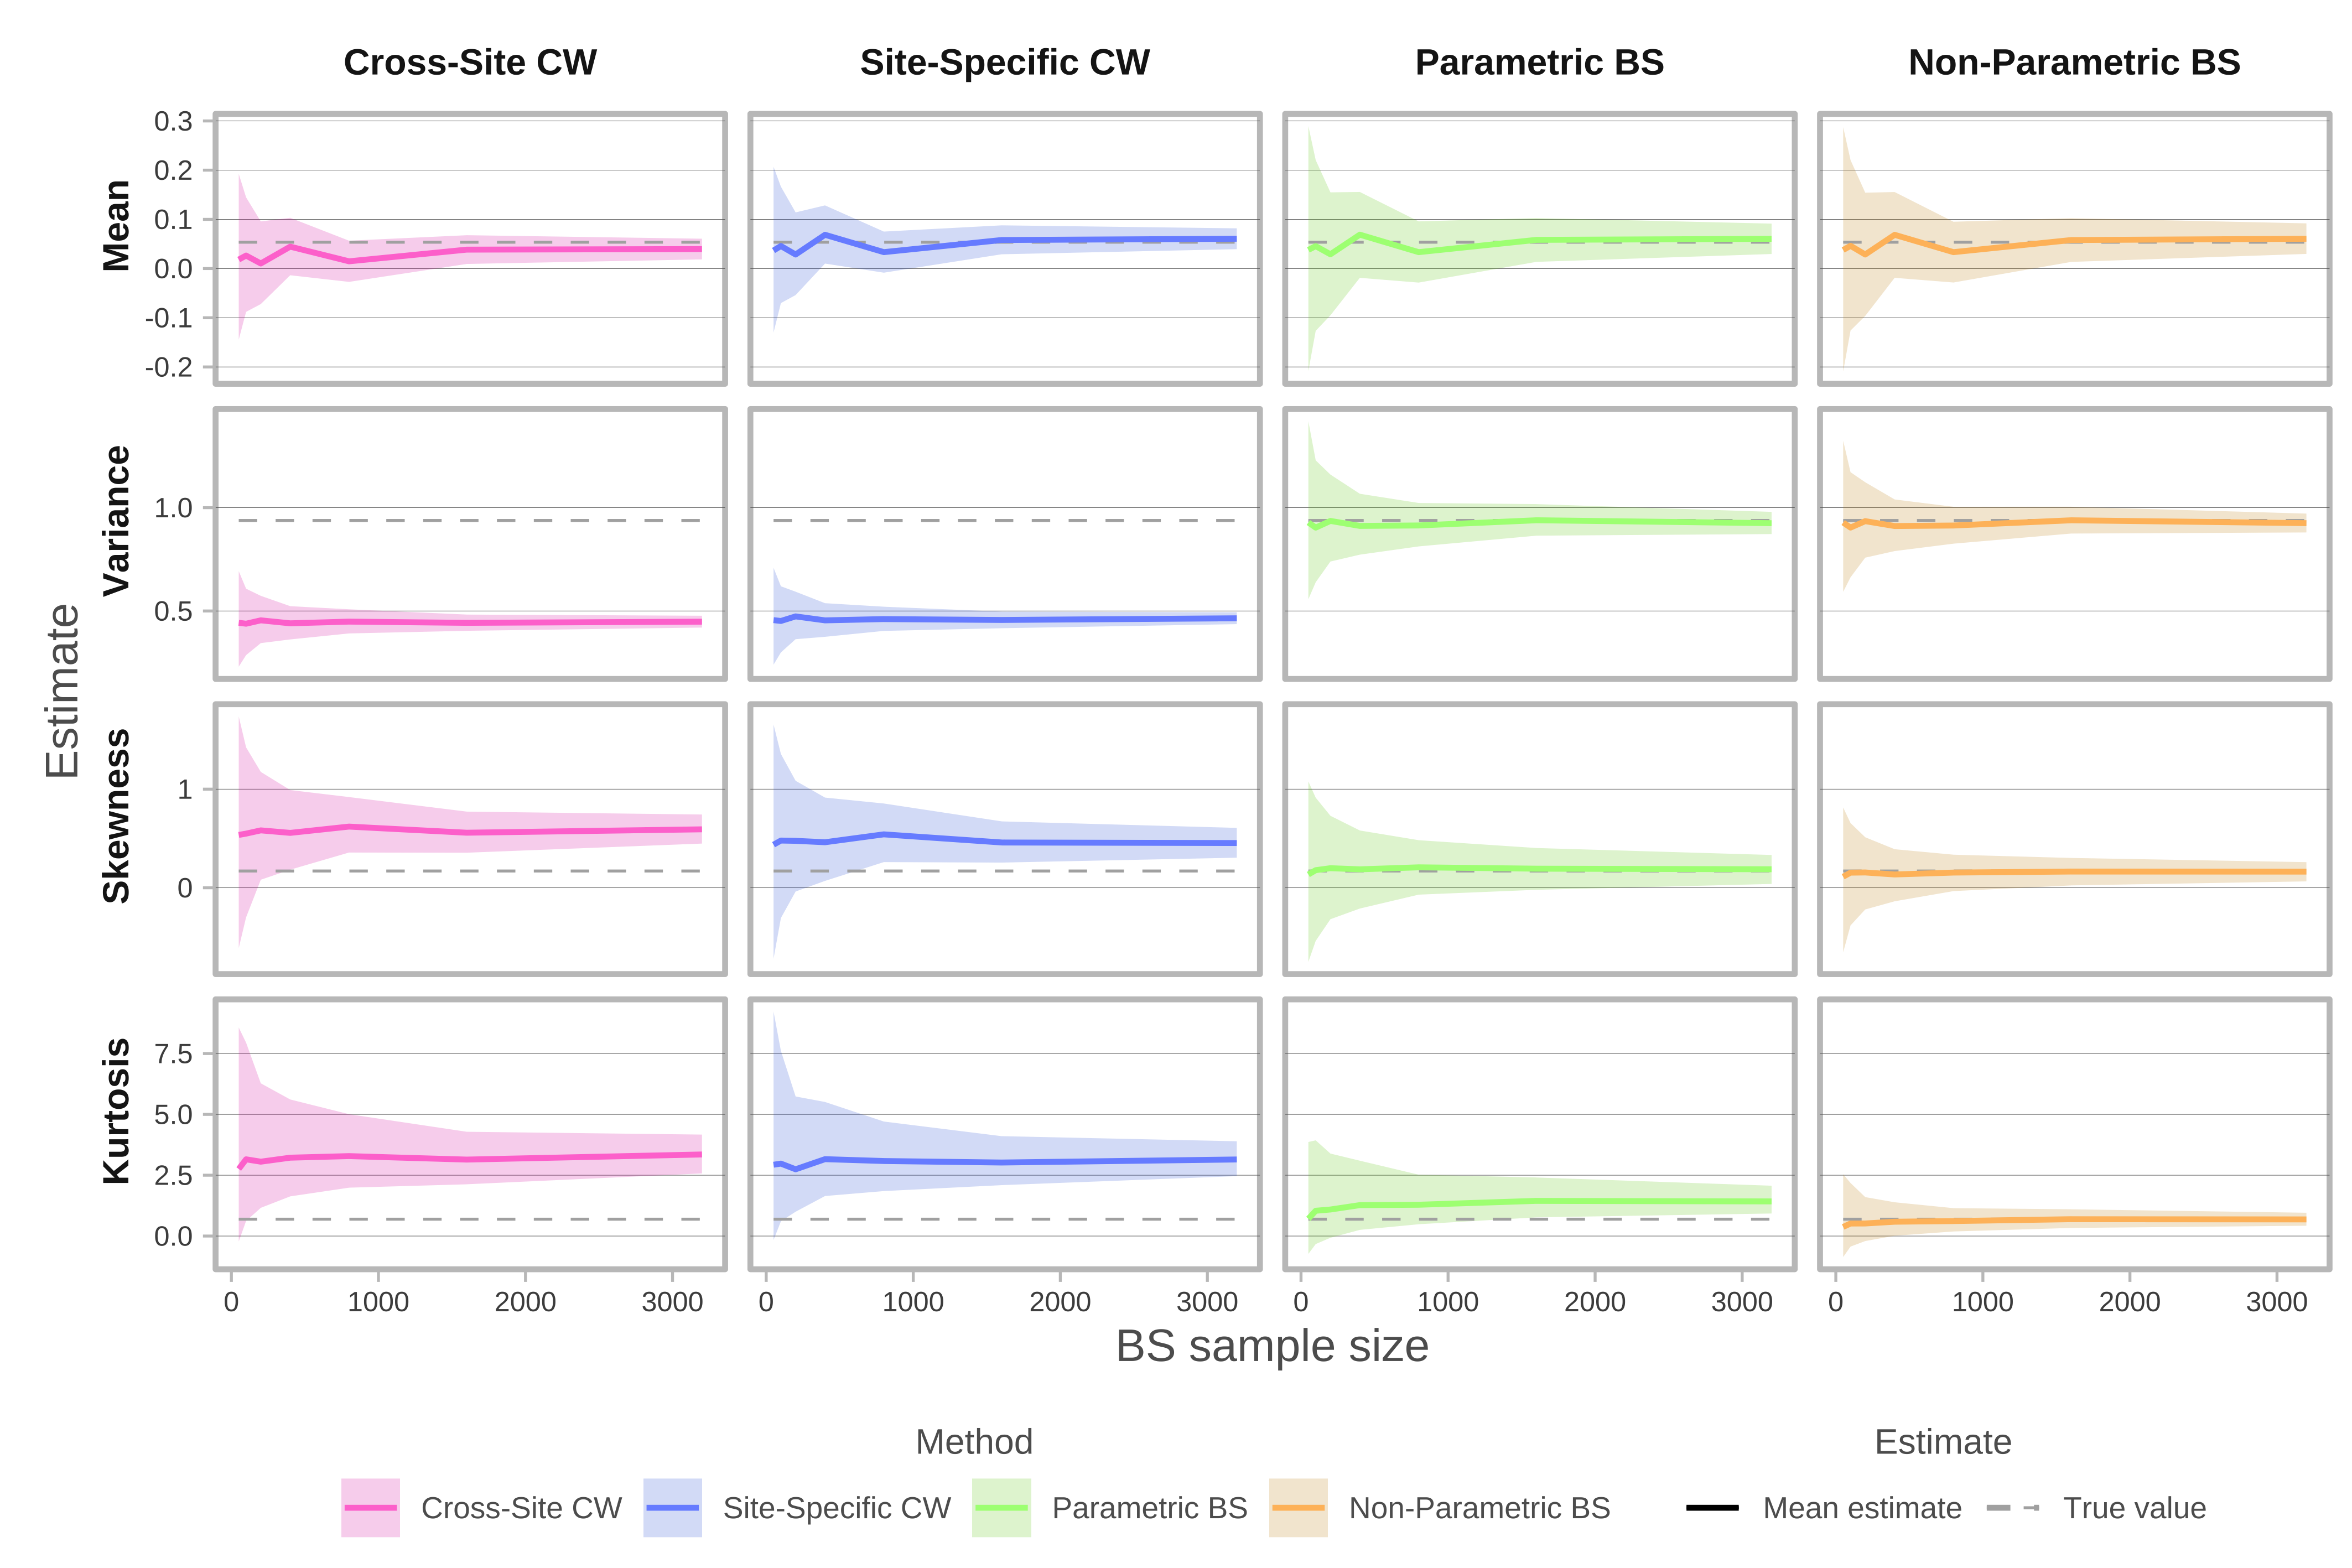 Cross-Site CW Site-Specific CW Parametric BS Non-Parametric BS
Estimate
Mean
0.3
0.2
0.1
0.0
-0.1
-0.2
Variance
1.0
0.5
Skewness
1
0
Kurtosis
7.5
5.0
2.5
0.0
0 1000 2000 3000 0 1000 2000 3000 0 1000 2000 3000 0 1000 2000 3000
BS sample size
Method Estimate
Cross-Site CW Site-Specific CW Parametric BS Non-Parametric BS Mean estimate True value